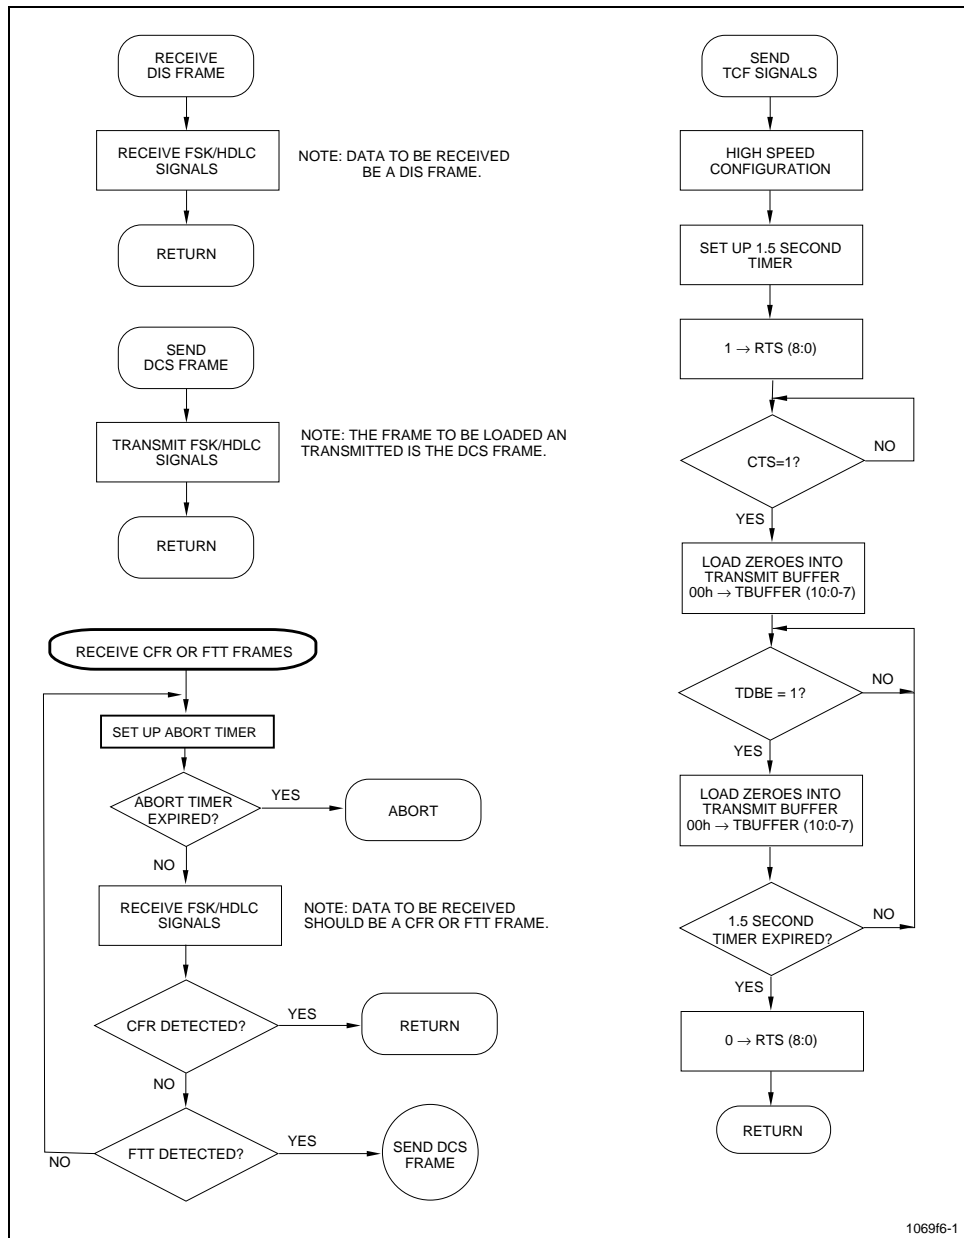 RECEIVE
DIS FRAME
RECEIVE FSK/HDLC
SIGNALS
NOTE: DATA TO BE RECEIVED
BE A DIS FRAME.
RETURN
SEND
DCS FRAME
TRANSMIT FSK/HDLC
SIGNALS
NOTE: THE FRAME TO BE LOADED AN
TRANSMITTED IS THE DCS FRAME.
RETURN
RECEIVE CFR OR FTT FRAMES
SET UP ABORT TIMER
ABORT TIMER
EXPIRED?
YES
ABORT
NO
RECEIVE FSK/HDLC
SIGNALS
NOTE: DATA TO BE RECEIVED
SHOULD BE A CFR OR FTT FRAME.
CFR DETECTED?
YES
RETURN
NO
FTT DETECTED?
YES
SEND DCS
FRAME
NO
SEND
TCF SIGNALS
HIGH SPEED
CONFIGURATION
SET UP 1.5 SECOND
TIMER
1 → RTS (8:0)
CTS=1?
NO
YES
LOAD ZEROES INTO
TRANSMIT BUFFER
00h → TBUFFER (10:0-7)
TDBE = 1?
NO
YES
LOAD ZEROES INTO
TRANSMIT BUFFER
00h → TBUFFER (10:0-7)
1.5 SECOND
TIMER EXPIRED?
NO
YES
0 → RTS (8:0)
RETURN
1069f6-1